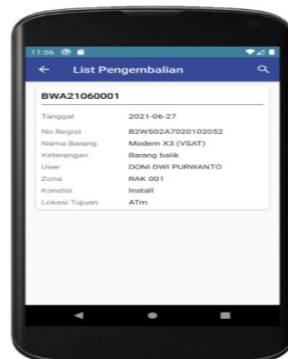 11:56
List Pengembalian
BWA21060001
Tanggal 2021-06-27
No Regist B2WS02A7020102052
Nama Barang Modem X3 (VSAT)
Keterangan Barang balik
User DONI DWI PURWANTO
Zona RAK 001
Kondisi Install
Lokasi Tujuan ATm